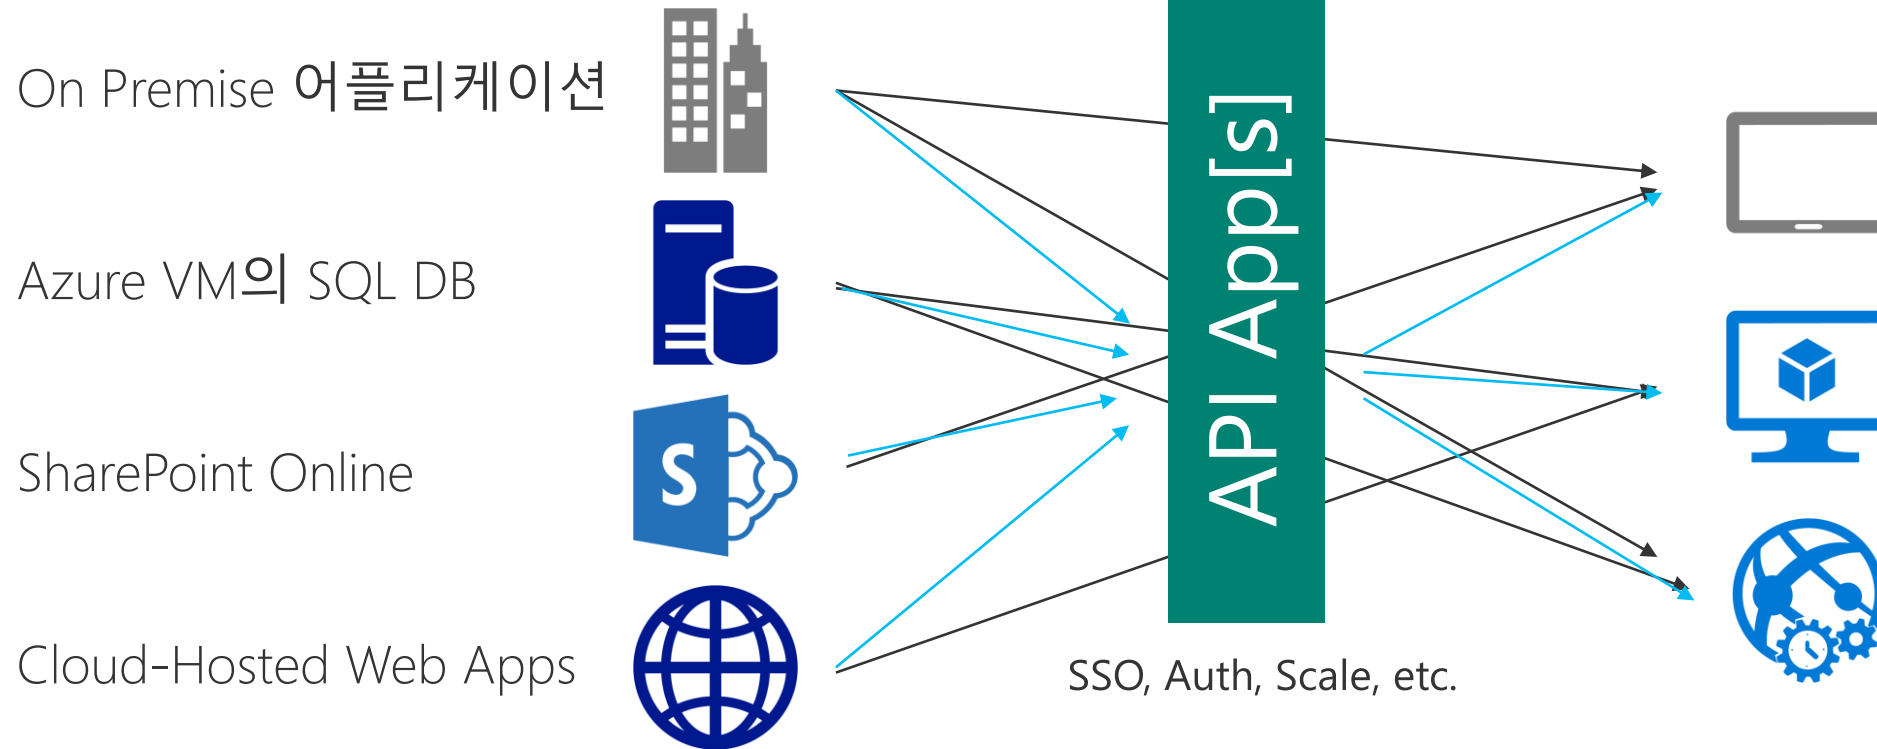 On Premise 어플리케이션
Azure VM의 SQL DB
SharePoint Online
S
Cloud-Hosted Web Apps
API App[s]
SSO, Auth, Scale, etc.